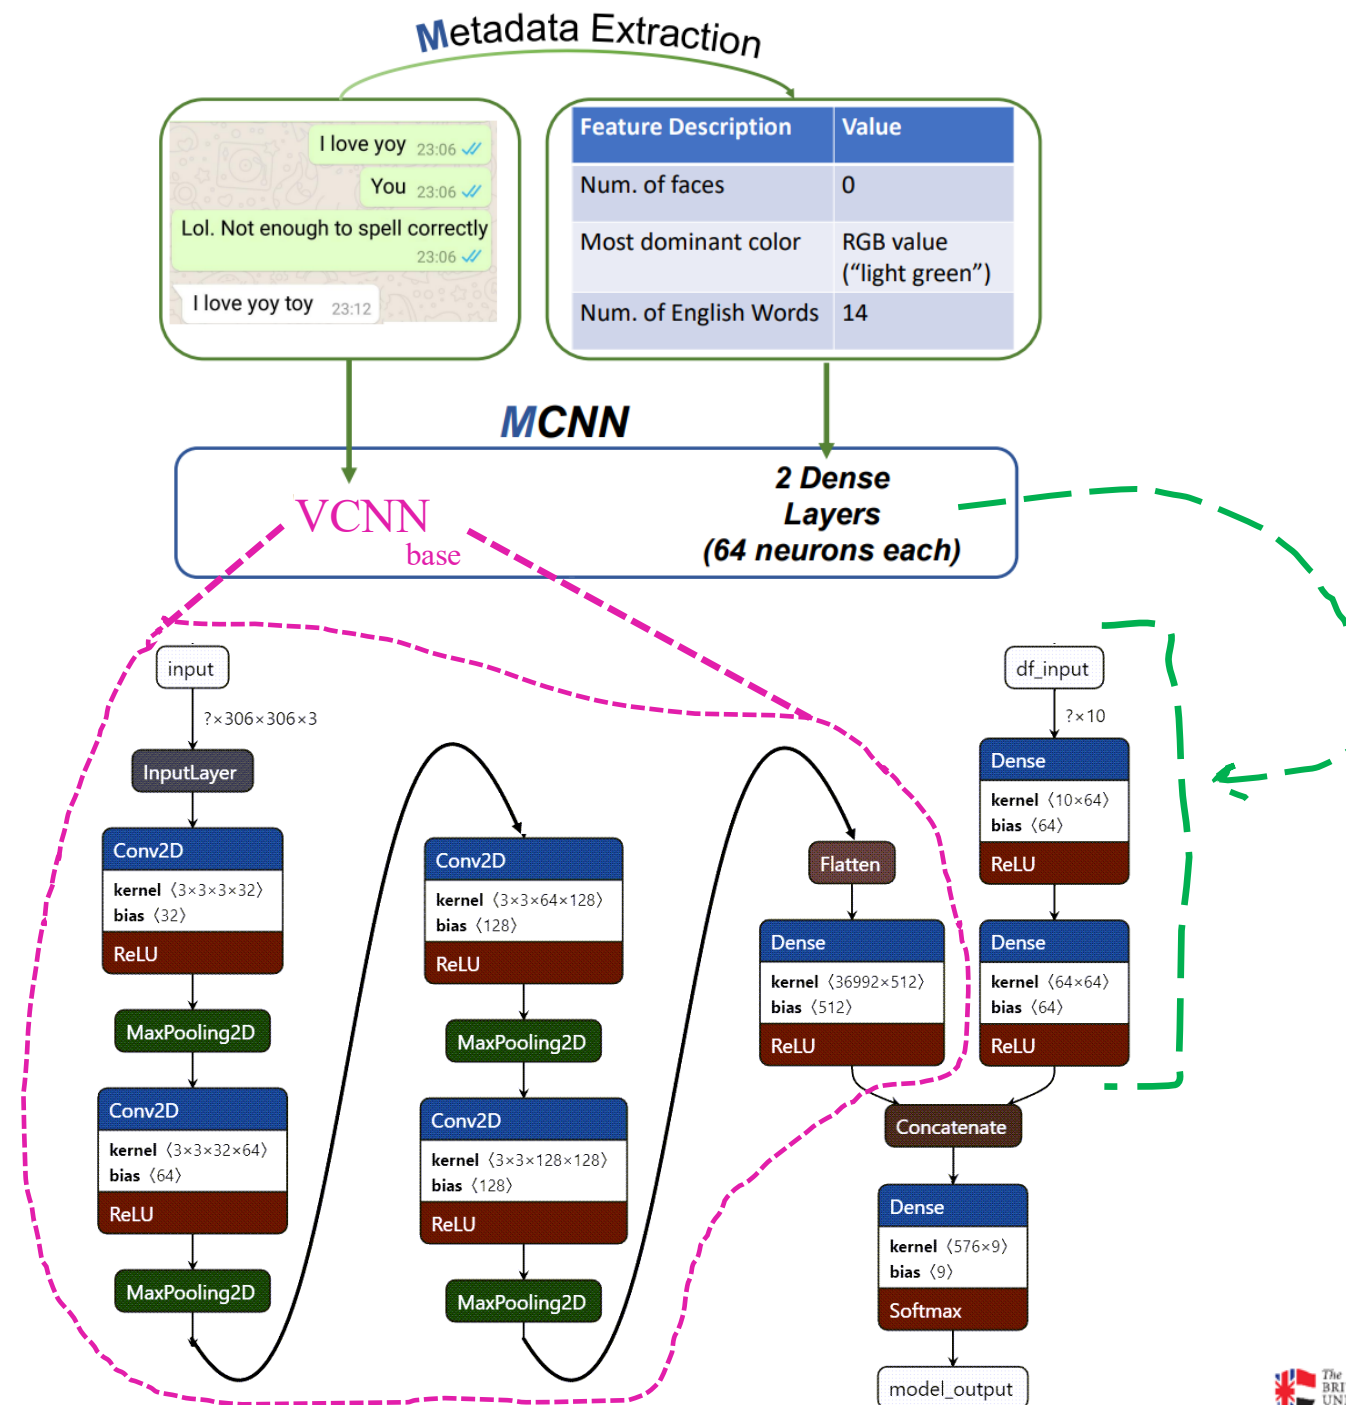 Metadata Extraction
I love yoy 23:06
You 23:06
Lol. Not enough to spell correctly
23:06
I love yoy toy 23:12
Feature Description Value
Num. of faces 0
Most dominant color RGB value
(“light green”)
Num. of English Words 14
MCNN
VCNN
base
2 Dense
Layers
(64 neurons each)
input
?×306×306×3
InputLayer
Conv2D
kernel 〈3×3×3×32〉
bias 〈32〉
ReLU
MaxPooling2D
Conv2D
kernel 〈3×3×32×64〉
bias 〈64〉
ReLU
MaxPooling2D
Conv2D
kernel 〈3×3×64×128〉
bias 〈128〉
ReLU
MaxPooling2D
Conv2D
kernel 〈3×3×128×128〉
bias 〈128〉
ReLU
MaxPooling2D
Flatten
Dense
kernel 〈36992×512〉
bias 〈512〉
ReLU
df_input
?×10
Dense
kernel 〈10×64〉
bias 〈64〉
ReLU
Dense
kernel 〈64×64〉
bias 〈64〉
ReLU
Concatenate
Dense
kernel 〈576×9〉
bias 〈9〉
Softmax
model_output
The